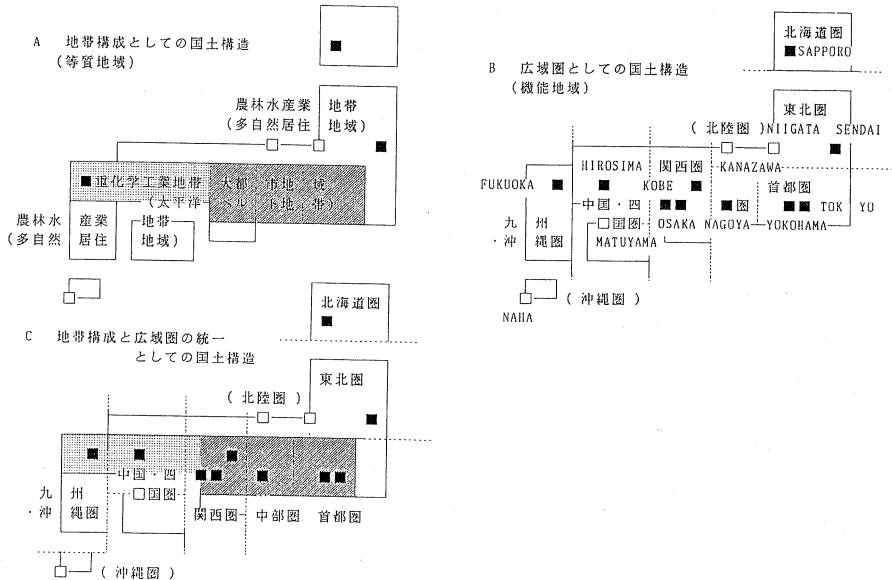 A 地帯構成としての国土構造
(等質地域)
農林水産業 地帯
(多自然居住 地域)
重化学工業地帯 大都 市地 域
(太平洋 ベル ト地 帯)
農林水 産業 地帯
(多自然 居住 地域)
B 広域圏としての国土構造
(機能地域)
北海道圏
SAPPORO
東北圏
(北陸圏) NIIGATA SENDAI
HIROSIMA 関西圏 KANAZAWA
FUKUOKA KOBE 首都圏
中国・四 圏 TOK YO
九 州 国圏 OSAKA NAGOYA YOKOHAMA
・沖 縄圏 MATUYAMA
(沖縄圏)
NAHA
C 地帯構成と広域圏の統一
としての国土構造
北海道圏
東北圏
(北陸圏)
中国・四
九 州 国圏
・沖 縄圏 関西圏 中部圏 首都圏
(沖縄圏)